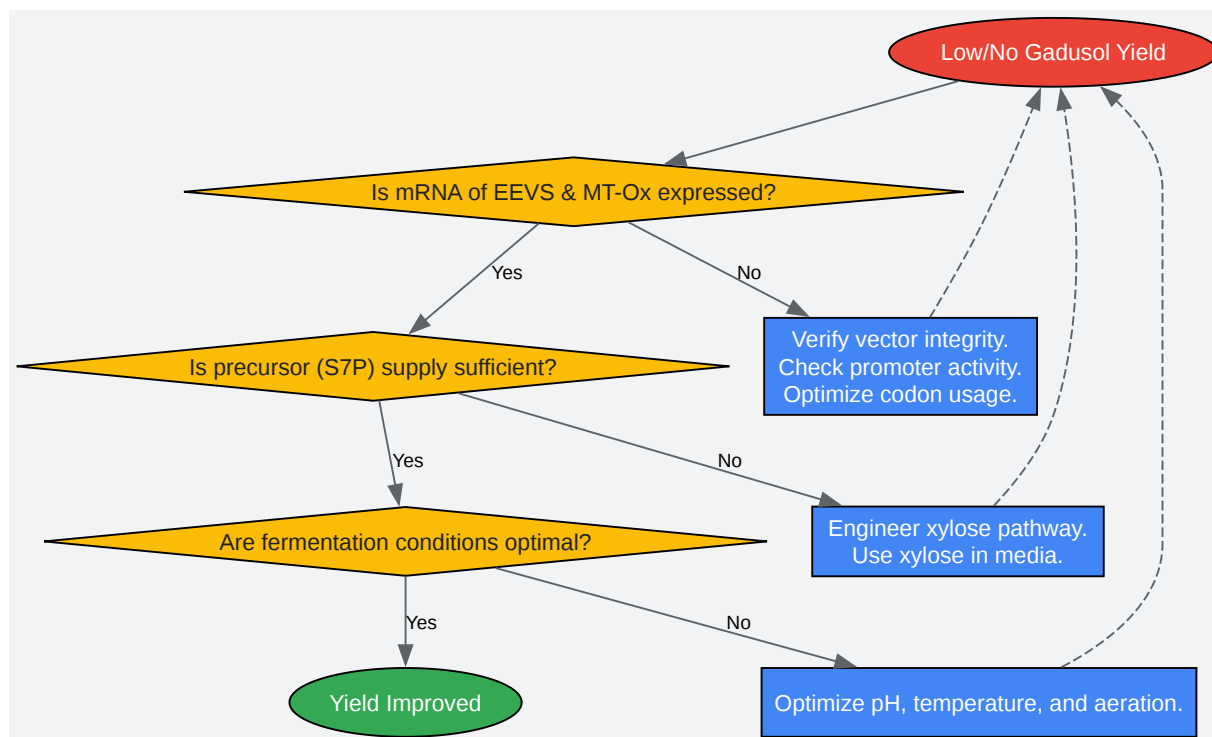 Low/No Gadusol Yield
Is mRNA of EEVS & MT-Ox expressed?
Yes
No
Verify vector integrity.
Check promoter activity.
Optimize codon usage.
Is precursor (S7P) supply sufficient?
Yes
No
Engineer xylose pathway.
Use xylose in media.
Are fermentation conditions optimal?
Yes
No
Yield Improved
Optimize pH, temperature, and aeration.